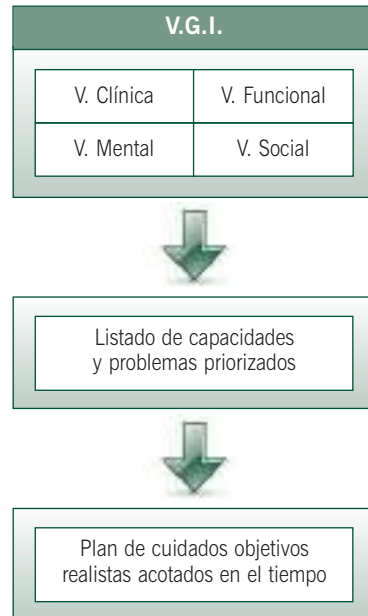 V.G.I.
V. Clínica V. Funcional
V. Mental V. Social
Listado de capacidades
y problemas priorizados
Plan de cuidados objetivos
realistas acotados en el tiempo